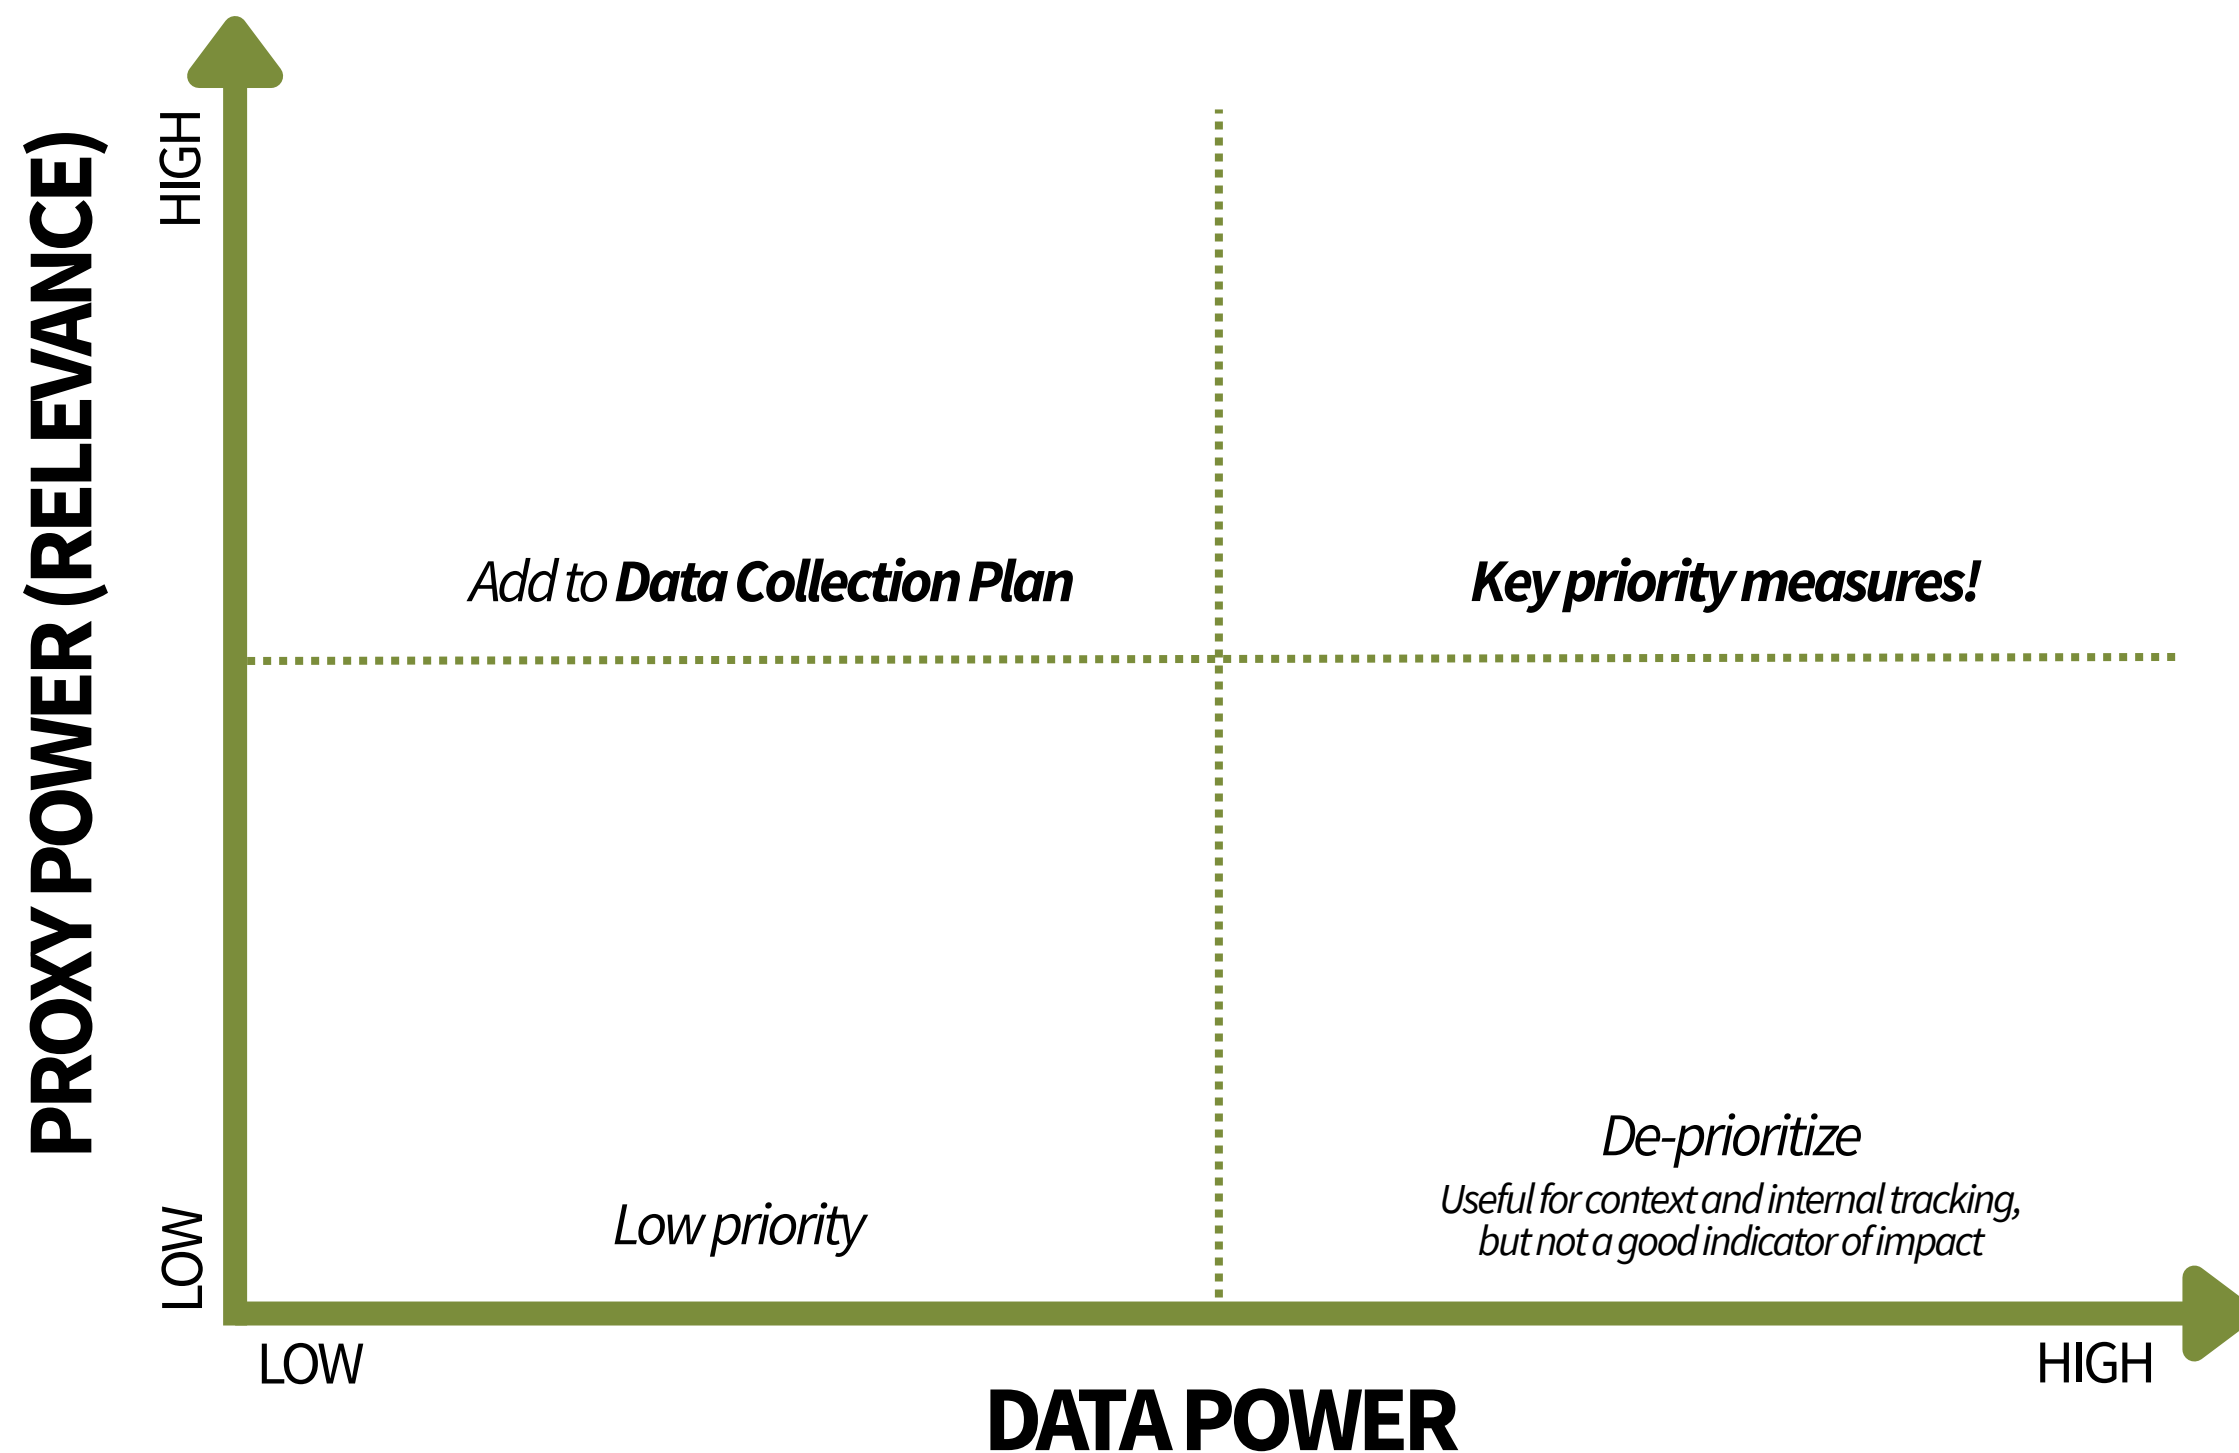 PROXY POWER (RELEVANCE)
HIGH
Add to Data Collection Plan
Key priority measures!
De-prioritize
Useful for context and internal tracking,
but not a good indicator of impact
Low priority
LOW
LOW
HIGH
DATA POWER